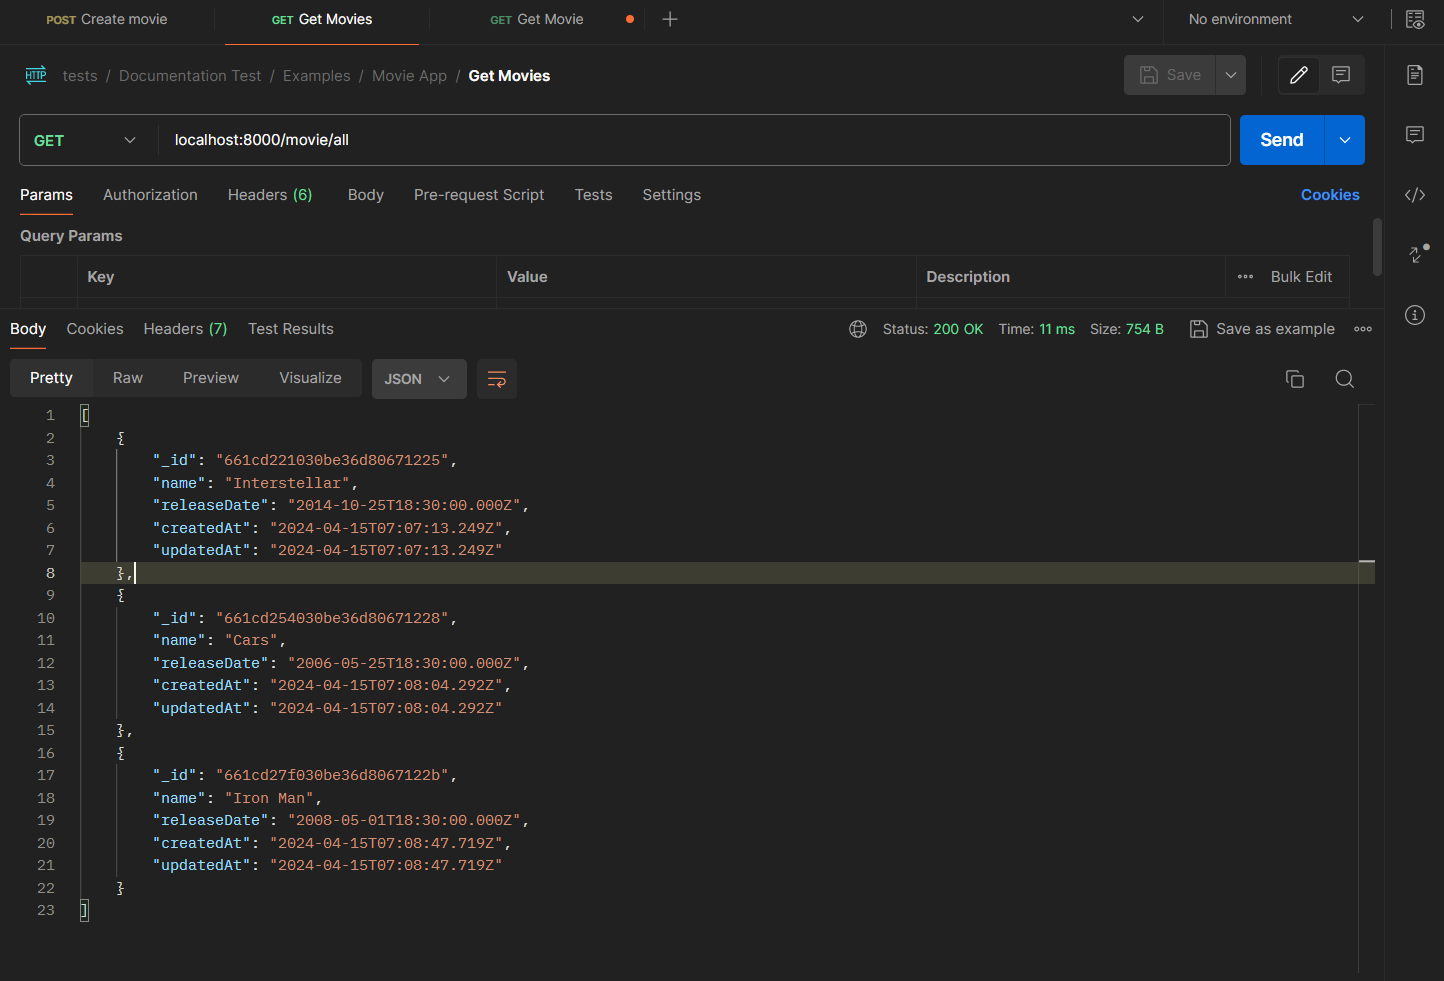 POST Create movie
GET Get Movies
GET Get Movie
No environment
HTTP tests / Documentation Test / Examples / Movie App / Get Movies
Save
GET
localhost:8000/movie/all
Send
Params
Authorization
Headers (6)
Body
Pre-request Script
Tests
Settings
Cookies
Query Params
Key
Value
Description
Bulk Edit
Body
Cookies
Headers (7)
Test Results
Status: 200 OK
Time: 11 ms
Size: 754 B
Save as example
Pretty
Raw
Preview
Visualize
JSON
1 [
2 {
3 "_id": "661cd221030be36d80671225",
4 "name": "Interstellar",
5 "releaseDate": "2014-10-25T18:30:00.000Z",
6 "createdAt": "2024-04-15T07:07:13.249Z",
7 "updatedAt": "2024-04-15T07:07:13.249Z"
8 },
9 {
10 "_id": "661cd254030be36d80671228",
11 "name": "Cars",
12 "releaseDate": "2006-05-25T18:30:00.000Z",
13 "createdAt": "2024-04-15T07:08:04.292Z",
14 "updatedAt": "2024-04-15T07:08:04.292Z"
15 },
16 {
17 "_id": "661cd27f030be36d8067122b",
18 "name": "Iron Man",
19 "releaseDate": "2008-05-01T18:30:00.000Z",
20 "createdAt": "2024-04-15T07:08:47.719Z",
21 "updatedAt": "2024-04-15T07:08:47.719Z"
22 }
23 ]